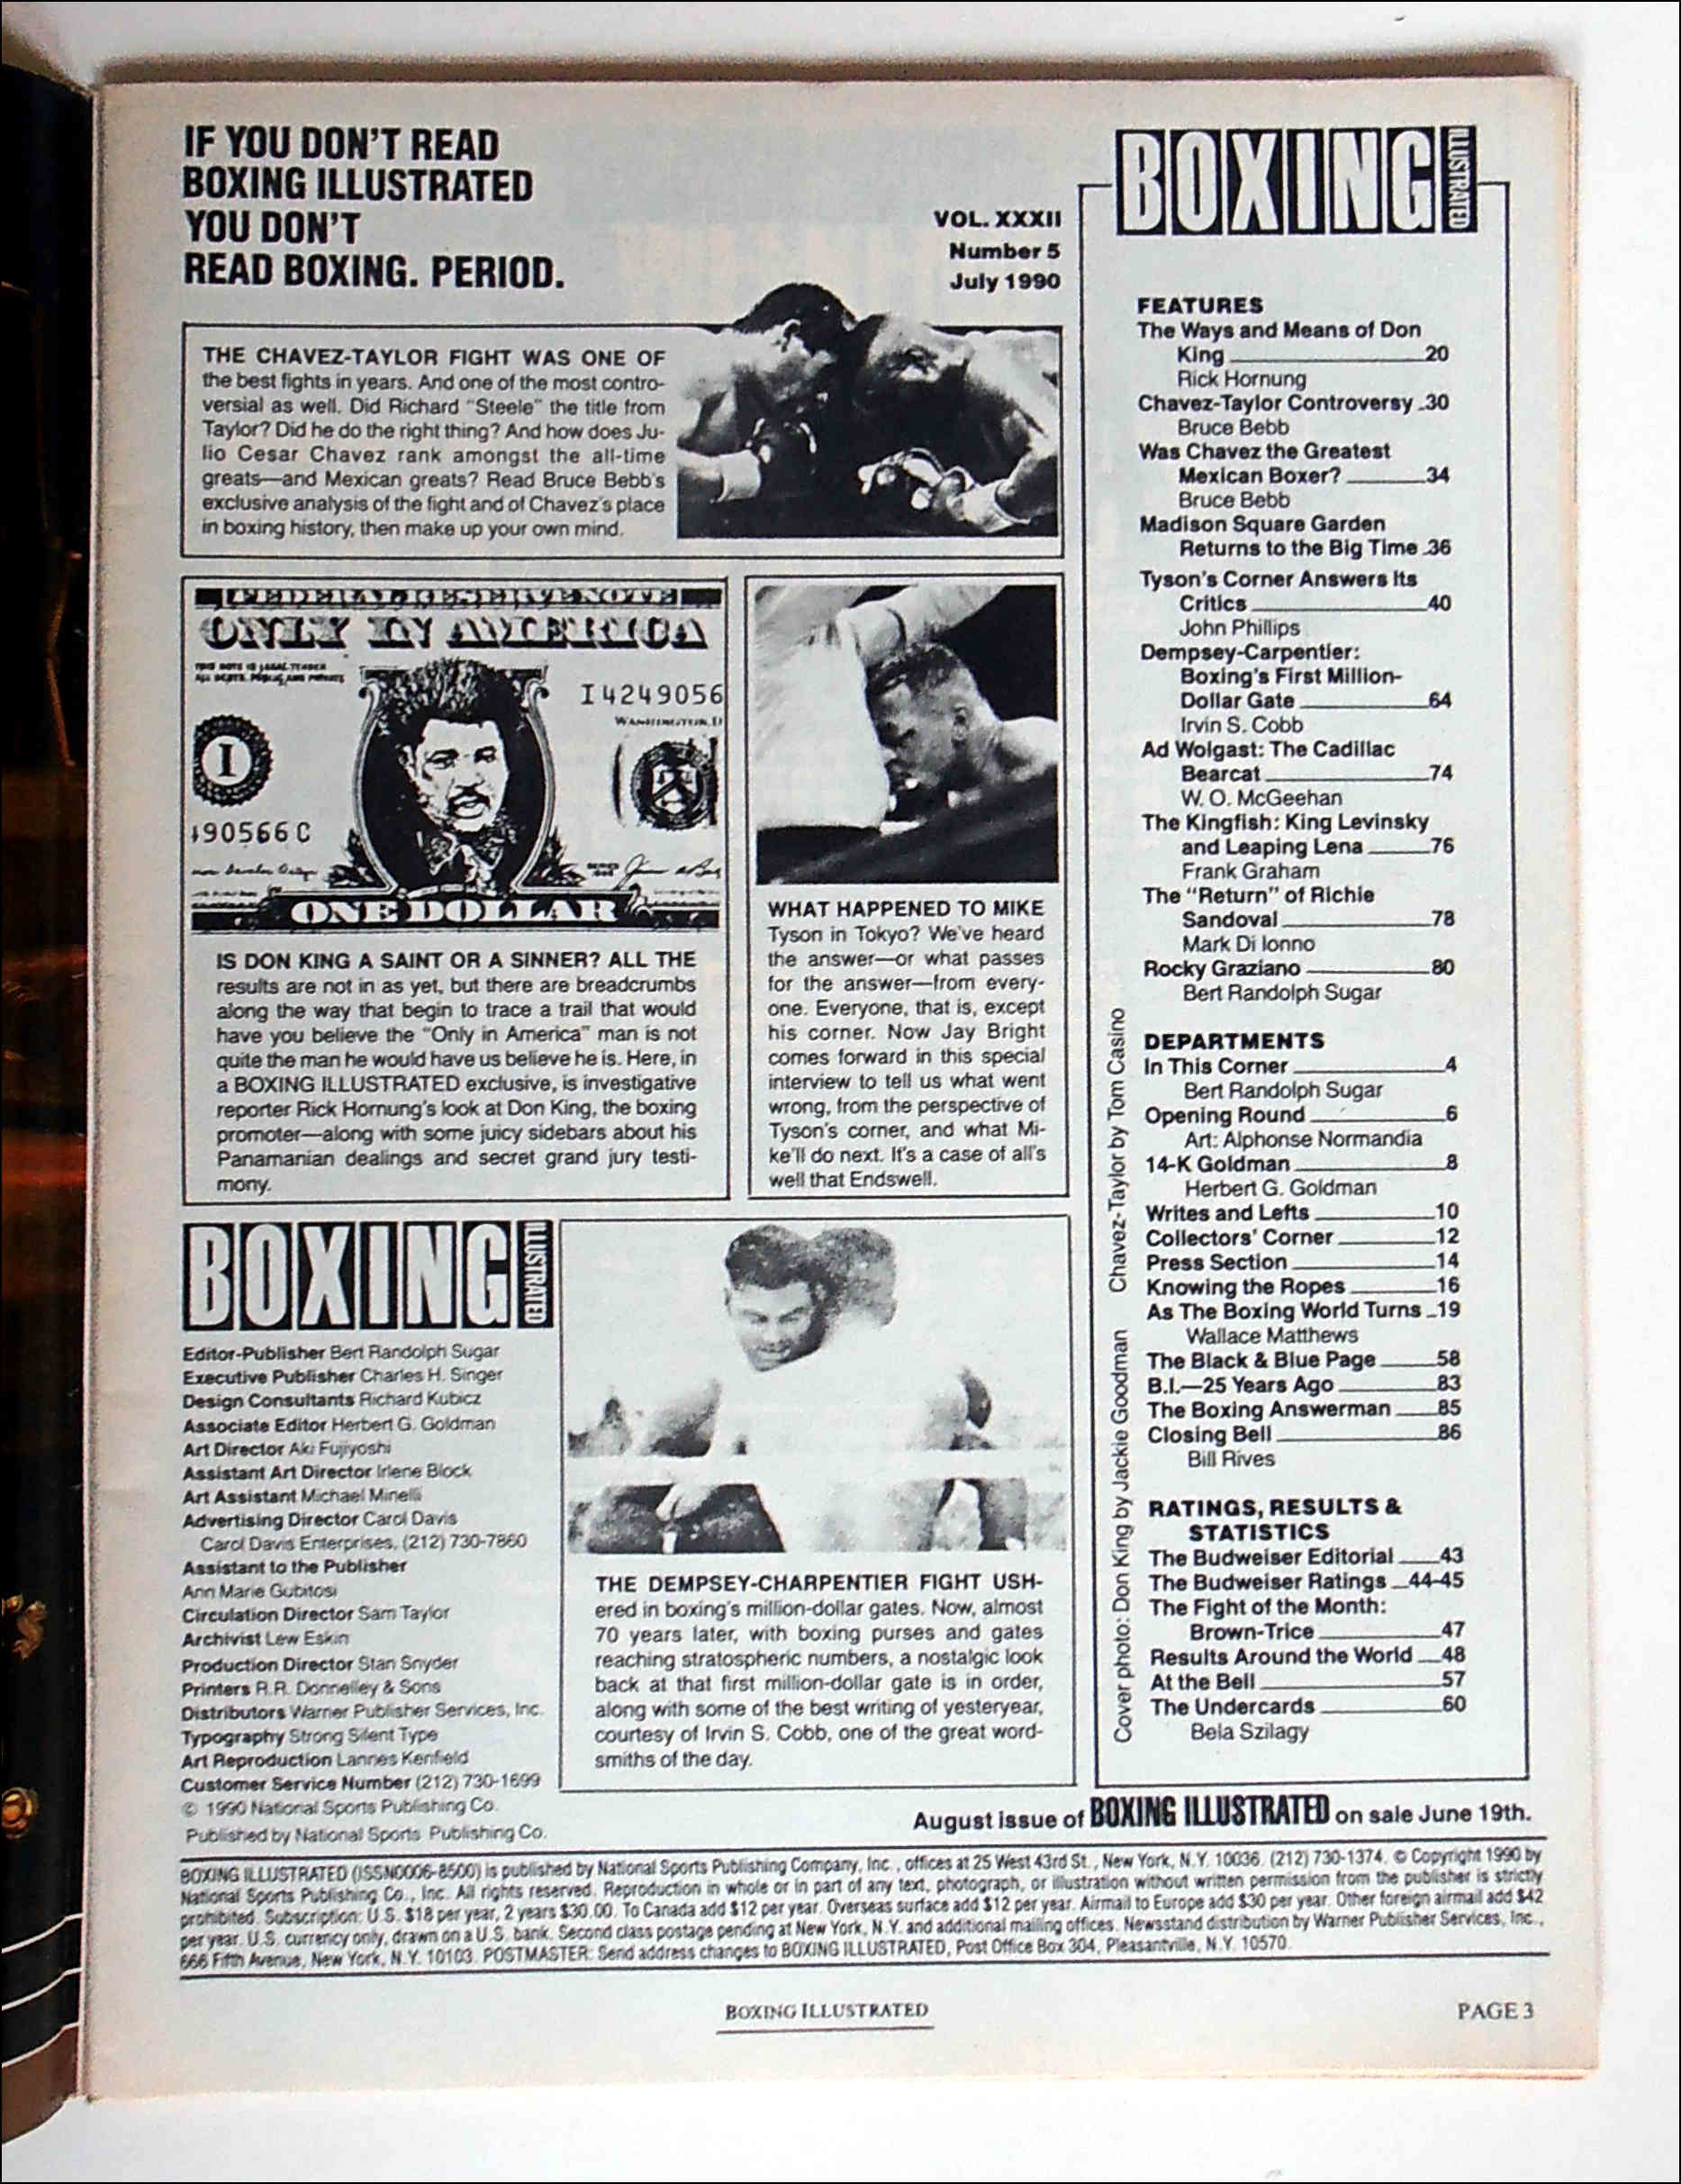 IF YOU DON'T READ
BOXING ILLUSTRATED
YOU DON'T
READ BOXING. PERIOD.
VOL. XXXII
Number 5
July 1990
THE CHAVEZ-TAYLOR FIGHT WAS ONE OF
the best fights in years. And one of the most contro-
versial as well. Did Richard "Steele" the title from
Taylor? Did he do the right thing? And how does Ju-
lio Cesar Chavez rank amongst the all-time
greats—and Mexican greats? Read Bruce Bebb's
exclusive analysis of the fight and of Chavez's place
in boxing history, then make up your own mind.
FEDERAL RESERVE NOTE
ONLY IN AMERICA
THIS NOTE IS LEGAL TENDER
ALL DEBTS, PUBLIC AND PRIVATE
I 4249056
WASHINGTON, D
I
490566 C
SERIES
ONE DOLLAR
IS DON KING A SAINT OR A SINNER? ALL THE
results are not in as yet, but there are breadcrumbs
along the way that begin to trace a trail that would
have you believe the "Only in America" man is not
quite the man he would have us believe he is. Here, in
a BOXING ILLUSTRATED exclusive, is investigative
reporter Rick Hornung's look at Don King, the boxing
promoter—along with some juicy sidebars about his
Panamanian dealings and secret grand jury testi-
mony.
WHAT HAPPENED TO MIKE
Tyson in Tokyo? We've heard
the answer—or what passes
for the answer—from every-
one. Everyone, that is, except
his corner. Now Jay Bright
comes forward in this special
interview to tell us what went
wrong, from the perspective of
Tyson's corner, and what Mi-
ke'll do next. It's a case of all's
well that Endswell.
BOXING ILLUSTRATED
Editor-Publisher Bert Randolph Sugar
Executive Publisher Charles H. Singer
Design Consultants Richard Kubicz
Associate Editor Herbert G. Goldman
Art Director Aki Fujiyoshi
Assistant Art Director Irlene Block
Art Assistant Michael Minelli
Advertising Director Carol Davis
Carol Davis Enterprises, (212) 730-7860
Assistant to the Publisher
Ann Marie Gubitosi
Circulation Director Sam Taylor
Archivist Lew Eskin
Production Director Stan Snyder
Printers R.R. Donnelley & Sons
Distributors Warner Publisher Services, Inc.
Typography Strong Silent Type
Art Reproduction Lannes Kenfield
Customer Service Number (212) 730-1699
© 1990 National Sports Publishing Co.
Published by National Sports Publishing Co.
THE DEMPSEY-CHARPENTIER FIGHT USH-
ered in boxing's million-dollar gates. Now, almost
70 years later, with boxing purses and gates
reaching stratospheric numbers, a nostalgic look
back at that first million-dollar gate is in order,
along with some of the best writing of yesteryear,
courtesy of Irvin S. Cobb, one of the great word-
smiths of the day.
BOXING ILLUSTRATED
FEATURES
The Ways and Means of Don
King 20
Rick Hornung
Chavez-Taylor Controversy 30
Bruce Bebb
Was Chavez the Greatest
Mexican Boxer? 34
Bruce Bebb
Madison Square Garden
Returns to the Big Time 36
Tyson's Corner Answers Its
Critics 40
John Phillips
Dempsey-Carpentier:
Boxing's First Million-
Dollar Gate 64
Irvin S. Cobb
Ad Wolgast: The Cadillac
Bearcat 74
W. O. McGeehan
The Kingfish: King Levinsky
and Leaping Lena 76
Frank Graham
The "Return" of Richie
Sandoval 78
Mark Di Ionno
Rocky Graziano 80
Bert Randolph Sugar
DEPARTMENTS
In This Corner 4
Bert Randolph Sugar
Opening Round 6
Art: Alphonse Normandia
14-K Goldman 8
Herbert G. Goldman
Writes and Lefts 10
Collectors' Corner 12
Press Section 14
Knowing the Ropes 16
As The Boxing World Turns 19
Wallace Matthews
The Black & Blue Page 58
B.I.—25 Years Ago 83
The Boxing Answerman 85
Closing Bell 86
Bill Rives
RATINGS, RESULTS &
STATISTICS
The Budweiser Editorial 43
The Budweiser Ratings 44-45
The Fight of the Month:
Brown-Trice 47
Results Around the World 48
At the Bell 57
The Undercards 60
Bela Szilagy
Cover photo: Don King by Jackie Goodman Chavez-Taylor by Tom Casino
August issue of BOXING ILLUSTRATED on sale June 19th.
BOXING ILLUSTRATED (ISSN0006-8500) is published by National Sports Publishing Company, Inc., offices at 25 West 43rd St., New York, N.Y. 10036. (212) 730-1374. © Copyright 1990 by
National Sports Publishing Co., Inc. All rights reserved. Reproduction in whole or in part of any text, photograph, or illustration without written permission from the publisher is strictly
prohibited. Subscription: U.S. $18 per year, 2 years $30.00. To Canada add $12 per year. Overseas surface add $12 per year. Airmail to Europe add $30 per year. Other foreign airmail add $42
per year. U.S. currency only, drawn on a U.S. bank. Second class postage pending at New York, N.Y. and additional mailing offices. Newsstand distribution by Warner Publisher Services, Inc.,
666 Fifth Avenue, New York, N.Y. 10103. POSTMASTER: Send address changes to BOXING ILLUSTRATED, Post Office Box 304, Pleasantville, N.Y. 10570.
BOXING ILLUSTRATED
PAGE 3